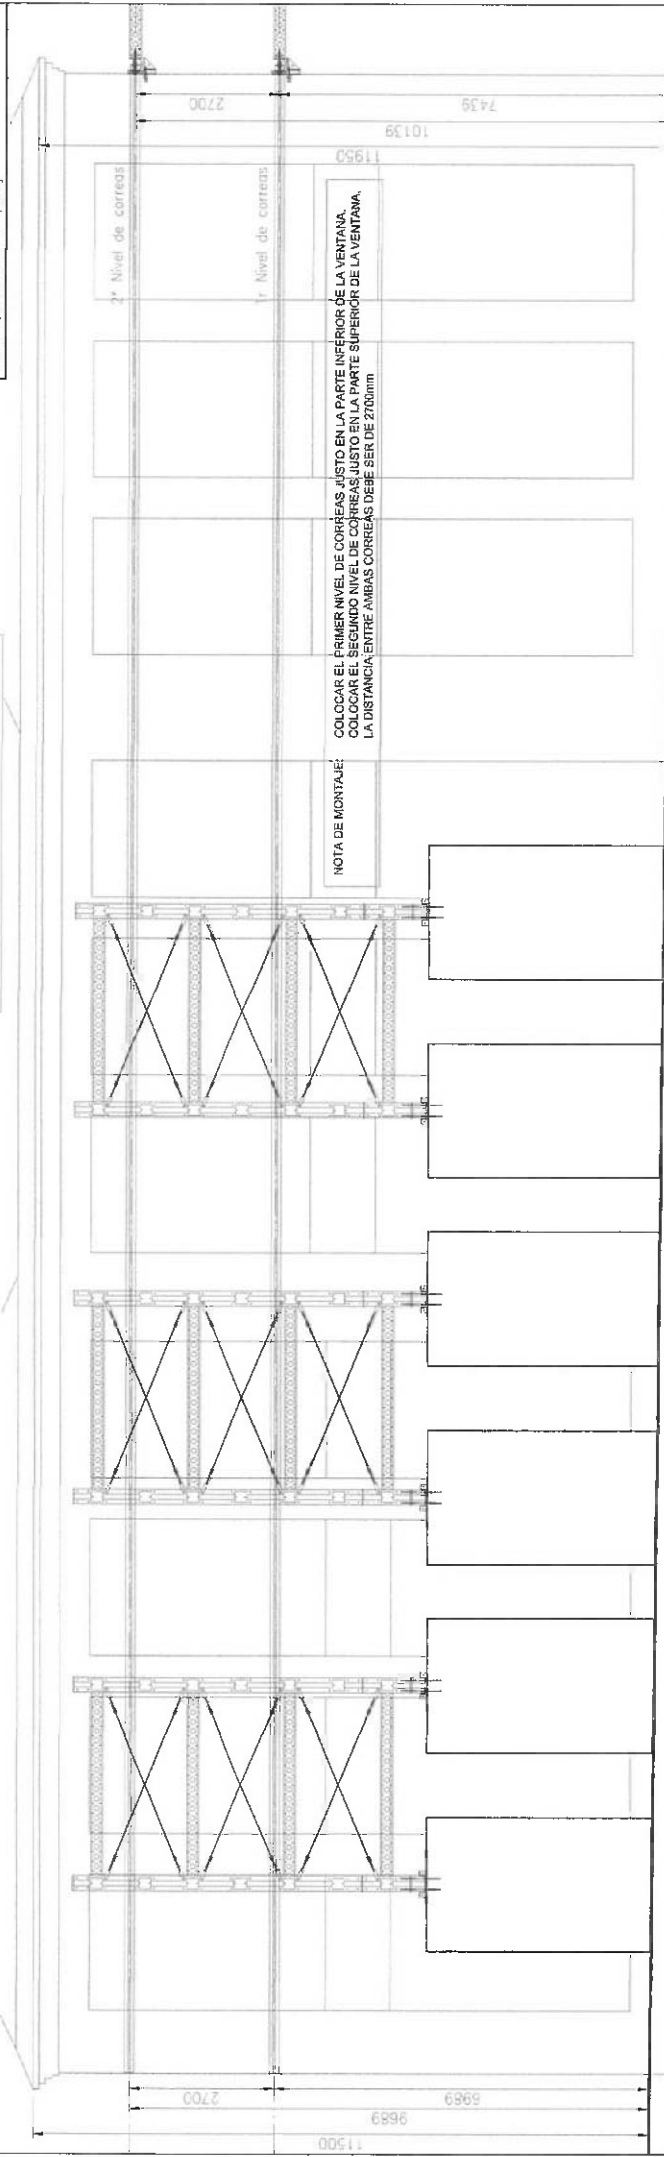 2º Nivel de correas
1r Nivel de correas
2700
7439
10139
11950
NOTA DE MONTAJE:
COLOCAR EL PRIMER NIVEL DE CORREAS JUSTO EN LA PARTE INFERIOR DE LA VENTANA.
COLOCAR EL SEGUNDO NIVEL DE CORREAS JUSTO EN LA PARTE SUPERIOR DE LA VENTANA.
LA DISTANCIA ENTRE AMBAS CORREAS DEBE SER DE 2700mm
2700
6989
9689
11500